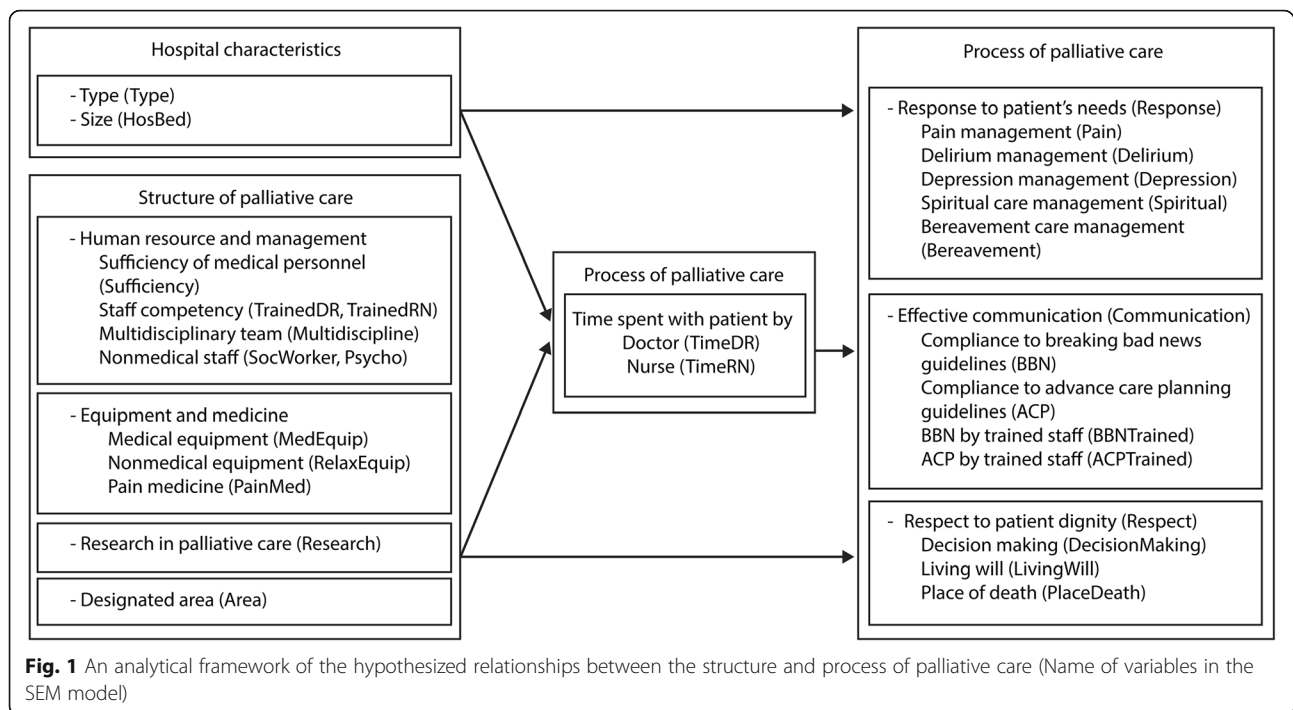 Hospital characteristics
- Type (Type)
- Size (HosBed)
Structure of palliative care
- Human resource and management
Sufficiency of medical personnel
(Sufficiency)
Staff competency (TrainedDR, TrainedRN)
Multidisciplinary team (Multidiscipline)
Nonmedical staff (SocWorker, Psycho)
- Equipment and medicine
Medical equipment (MedEquip)
Nonmedical equipment (RelaxEquip)
Pain medicine (PainMed)
- Research in palliative care (Research)
- Designated area (Area)
Process of palliative care
Time spent with patient by
Doctor (TimeDR)
Nurse (TimeRN)
Process of palliative care
- Response to patient's needs (Response)
Pain management (Pain)
Delirium management (Delirium)
Depression management (Depression)
Spiritual care management (Spiritual)
Bereavement care management
(Bereavement)
- Effective communication (Communication)
Compliance to breaking bad news
guidelines (BBN)
Compliance to advance care planning
guidelines (ACP)
BBN by trained staff (BBNTrained)
ACP by trained staff (ACPTrained)
- Respect to patient dignity (Respect)
Decision making (DecisionMaking)
Living will (LivingWill)
Place of death (PlaceDeath)
Fig. 1 An analytical framework of the hypothesized relationships between the structure and process of palliative care (Name of variables in the
SEM model)